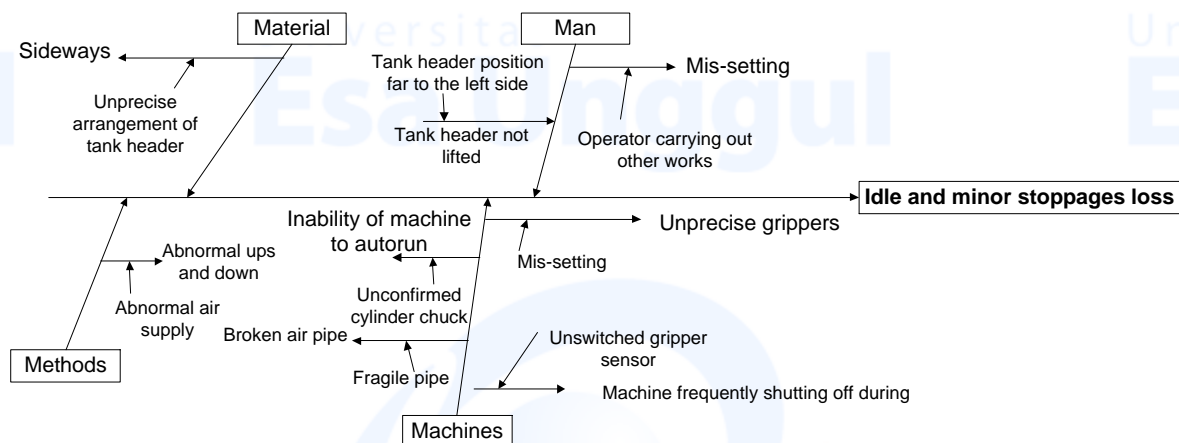 Material
Man
Sideways
Unprecise
arrangement of
tank header
Tank header position
far to the left side
Tank header not
lifted
Mis-setting
Operator carrying out
other works
Idle and minor stoppages loss
Inability of machine
to autorun
Unprecise grippers
Mis-setting
Abnormal ups
and down
Abnormal air
supply
Unconfirmed
cylinder chuck
Broken air pipe
Fragile pipe
Unswitched gripper
sensor
Machine frequently shutting off during
Methods
Machines
Esa Unggul